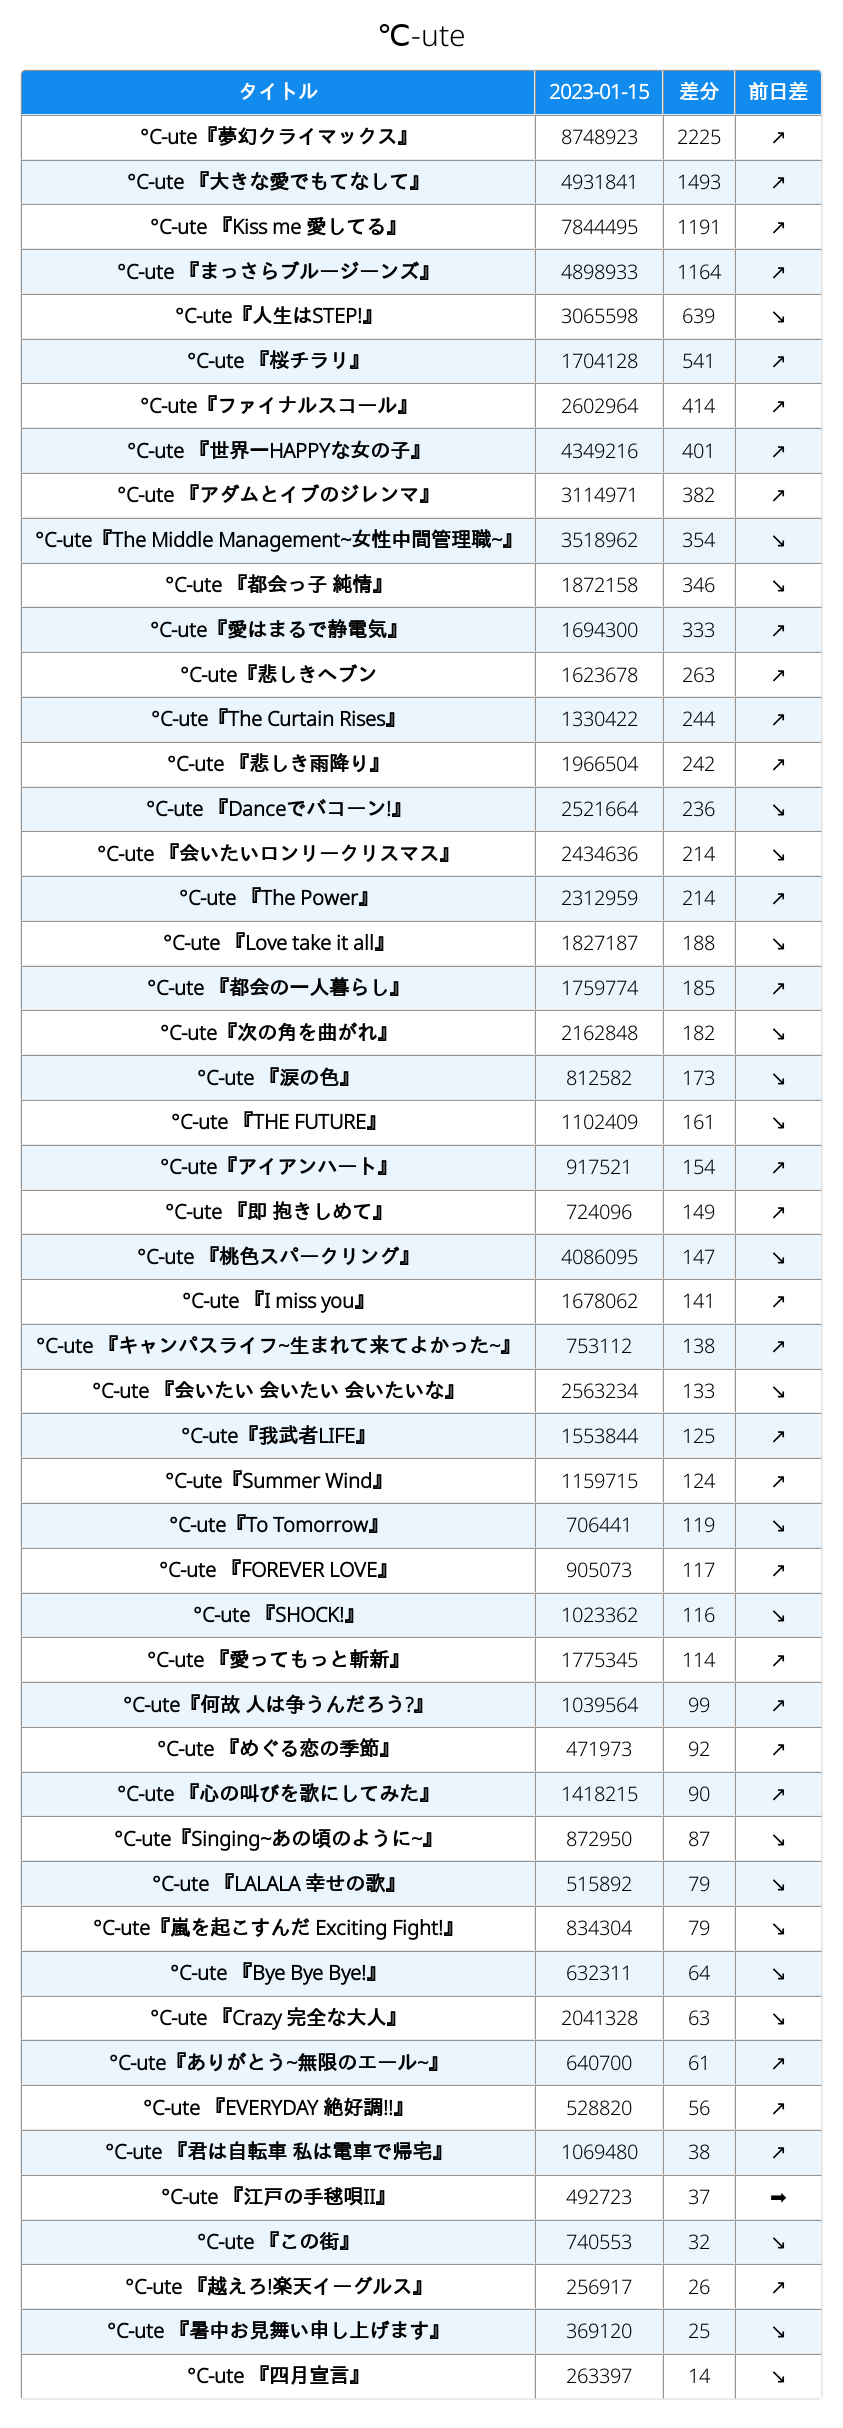 ℃-ute
タイトル 2023-01-15 差分 前日差
°C-ute『夢幻クライマックス』 8748923 2225 ↗
°C-ute 『大きな愛でもてなして』 4931841 1493 ↗
°C-ute 『Kiss me 愛してる』 7844495 1191 ↗
°C-ute 『まっさらブルージーンズ』 4898933 1164 ↗
°C-ute『人生はSTEP!』 3065598 639 ↘
°C-ute 『桜チラリ』 1704128 541 ↗
°C-ute『ファイナルスコール』 2602964 414 ↗
°C-ute 『世界一HAPPYな女の子』 4349216 401 ↗
°C-ute 『アダムとイブのジレンマ』 3114971 382 ↗
°C-ute『The Middle Management~女性中間管理職~』 3518962 354 ↘
°C-ute 『都会っ子 純情』 1872158 346 ↘
°C-ute『愛はまるで静電気』 1694300 333 ↗
°C-ute『悲しきヘブン 1623678 263 ↗
°C-ute『The Curtain Rises』 1330422 244 ↗
°C-ute 『悲しき雨降り』 1966504 242 ↗
°C-ute 『Danceでバコーン!』 2521664 236 ↘
°C-ute 『会いたいロンリークリスマス』 2434636 214 ↘
°C-ute 『The Power』 2312959 214 ↗
°C-ute 『Love take it all』 1827187 188 ↘
°C-ute 『都会の一人暮らし』 1759774 185 ↗
°C-ute『次の角を曲がれ』 2162848 182 ↘
°C-ute 『涙の色』 812582 173 ↘
°C-ute 『THE FUTURE』 1102409 161 ↘
°C-ute『アイアンハート』 917521 154 ↗
°C-ute 『即 抱きしめて』 724096 149 ↗
°C-ute 『桃色スパークリング』 4086095 147 ↘
°C-ute 『I miss you』 1678062 141 ↗
°C-ute 『キャンパスライフ~生まれて来てよかった~』 753112 138 ↗
°C-ute 『会いたい 会いたい 会いたいな』 2563234 133 ↘
°C-ute『我武者LIFE』 1553844 125 ↗
°C-ute『Summer Wind』 1159715 124 ↗
°C-ute『To Tomorrow』 706441 119 ↘
°C-ute 『FOREVER LOVE』 905073 117 ↗
°C-ute 『SHOCK!』 1023362 116 ↘
°C-ute 『愛ってもっと斬新』 1775345 114 ↗
°C-ute『何故 人は争うんだろう?』 1039564 99 ↗
°C-ute 『めぐる恋の季節』 471973 92 ↗
°C-ute 『心の叫びを歌にしてみた』 1418215 90 ↗
°C-ute『Singing~あの頃のように~』 872950 87 ↘
°C-ute 『LALALA 幸せの歌』 515892 79 ↘
°C-ute『嵐を起こすんだ Exciting Fight!』 834304 79 ↘
°C-ute 『Bye Bye Bye!』 632311 64 ↘
°C-ute 『Crazy 完全な大人』 2041328 63 ↘
°C-ute『ありがとう~無限のエール~』 640700 61 ↗
°C-ute 『EVERYDAY 絶好調!!』 528820 56 ↗
°C-ute 『君は自転車 私は電車で帰宅』 1069480 38 ↗
°C-ute 『江戸の手毬唄II』 492723 37 ➡
°C-ute 『この街』 740553 32 ↘
°C-ute 『越えろ!楽天イーグルス』 256917 26 ↗
°C-ute 『暑中お見舞い申し上げます』 369120 25 ↘
°C-ute 『四月宣言』 263397 14 ↘